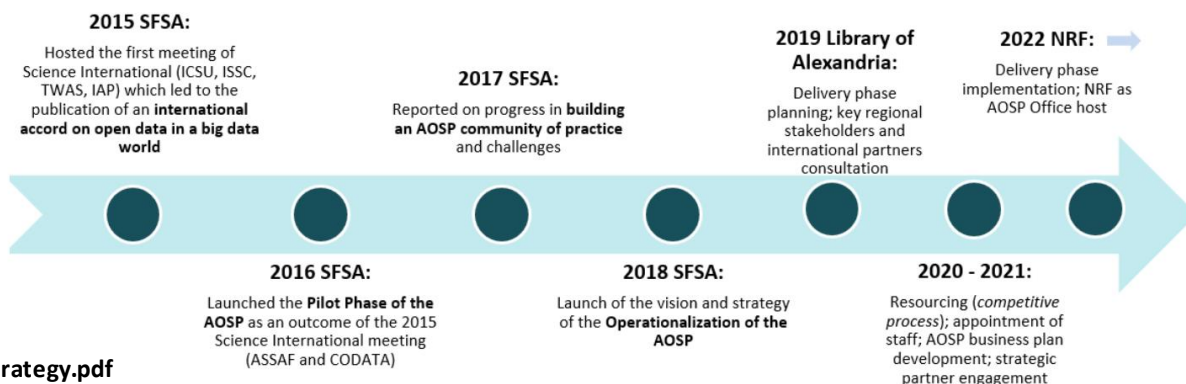 2015 SFSA:
Hosted the first meeting of
Science International (ICSU, ISSC,
TWAS, IAP) which led to the
publication of an international
accord on open data in a big data
world
2016 SFSA:
Launched the Pilot Phase of the
AOSP as an outcome of the 2015
Science International meeting
(ASSAF and CODATA)
2017 SFSA:
Reported on progress in building
an AOSP community of practice
and challenges
2018 SFSA:
Launch of the vision and strategy
of the Operationalization of the
AOSP
2019 Library of
Alexandria:
Delivery phase
planning; key regional
stakeholders and
international partners
consultation
2020 - 2021:
Resourcing (competitive
process); appointment of
staff; AOSP business plan
development; strategic
partner engagement
2022 NRF:
Delivery phase
implementation; NRF as
AOSP Office host
rategy.pdf